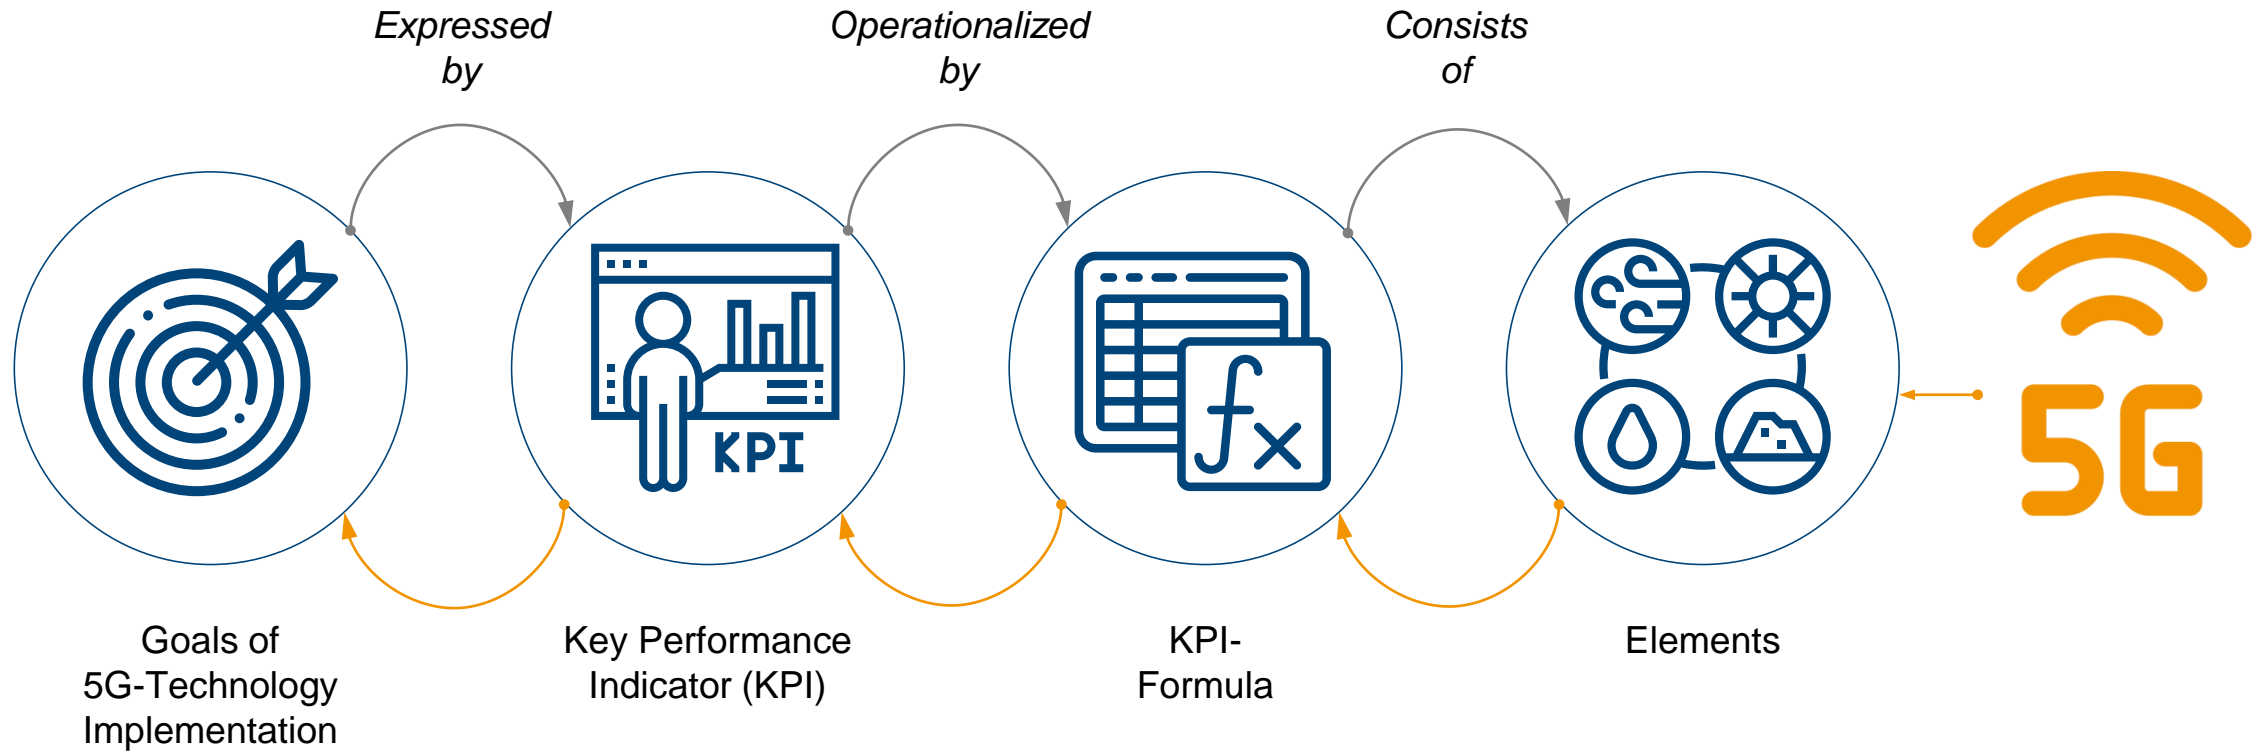 Expressed
by
Operationalized
by
Consists
of
KPI
fx
5G
Goals of
5G-Technology
Implementation
Key Performance
Indicator (KPI)
KPI-
Formula
Elements